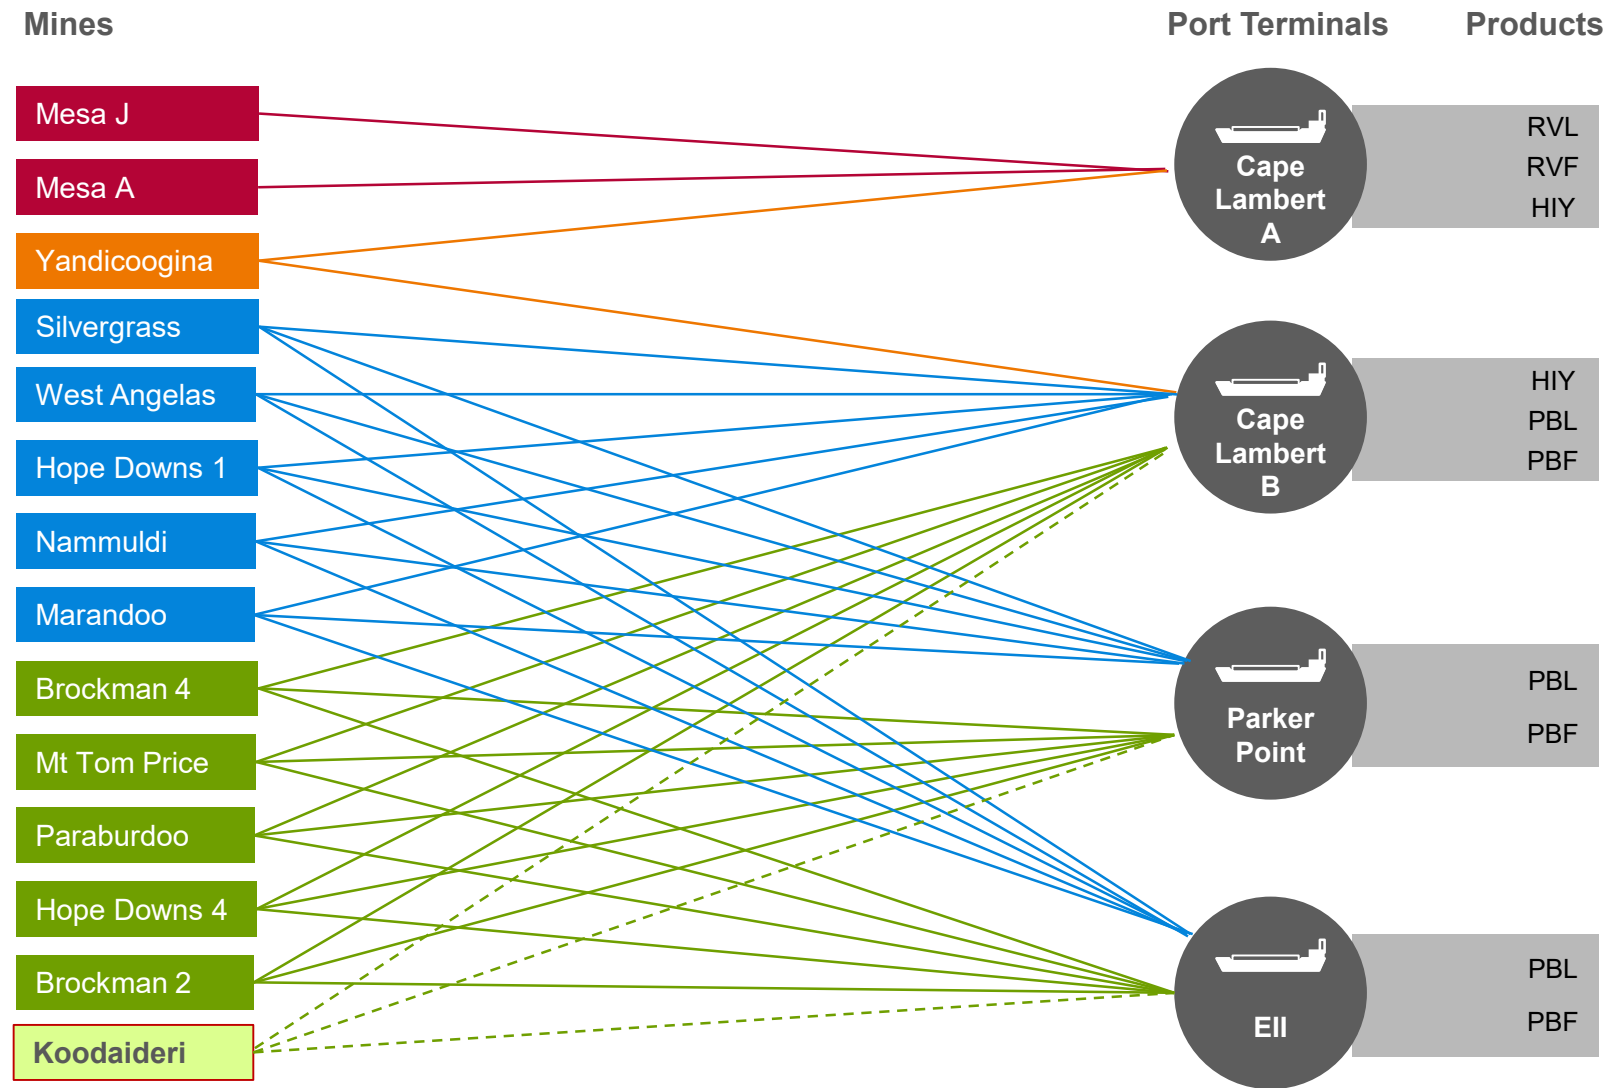 Mines
Port Terminals
Products
Mesa J
Mesa A
Yandicoogina
Silvergrass
West Angelas
Hope Downs 1
Nammuldi
Marandoo
Brockman 4
Mt Tom Price
Paraburdoo
Hope Downs 4
Brockman 2
Koodaideri
Cape
Lambert
A
RVL
RVF
HIY
Cape
Lambert
B
HIY
PBL
PBF
Parker
Point
PBL
PBF
EII
PBL
PBF